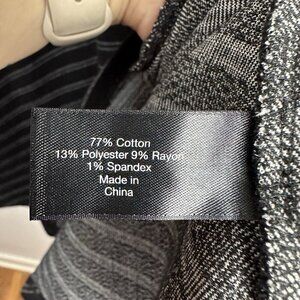 77% Cotton
13% Polyester 9% Rayon
1% Spandex
Made in
China